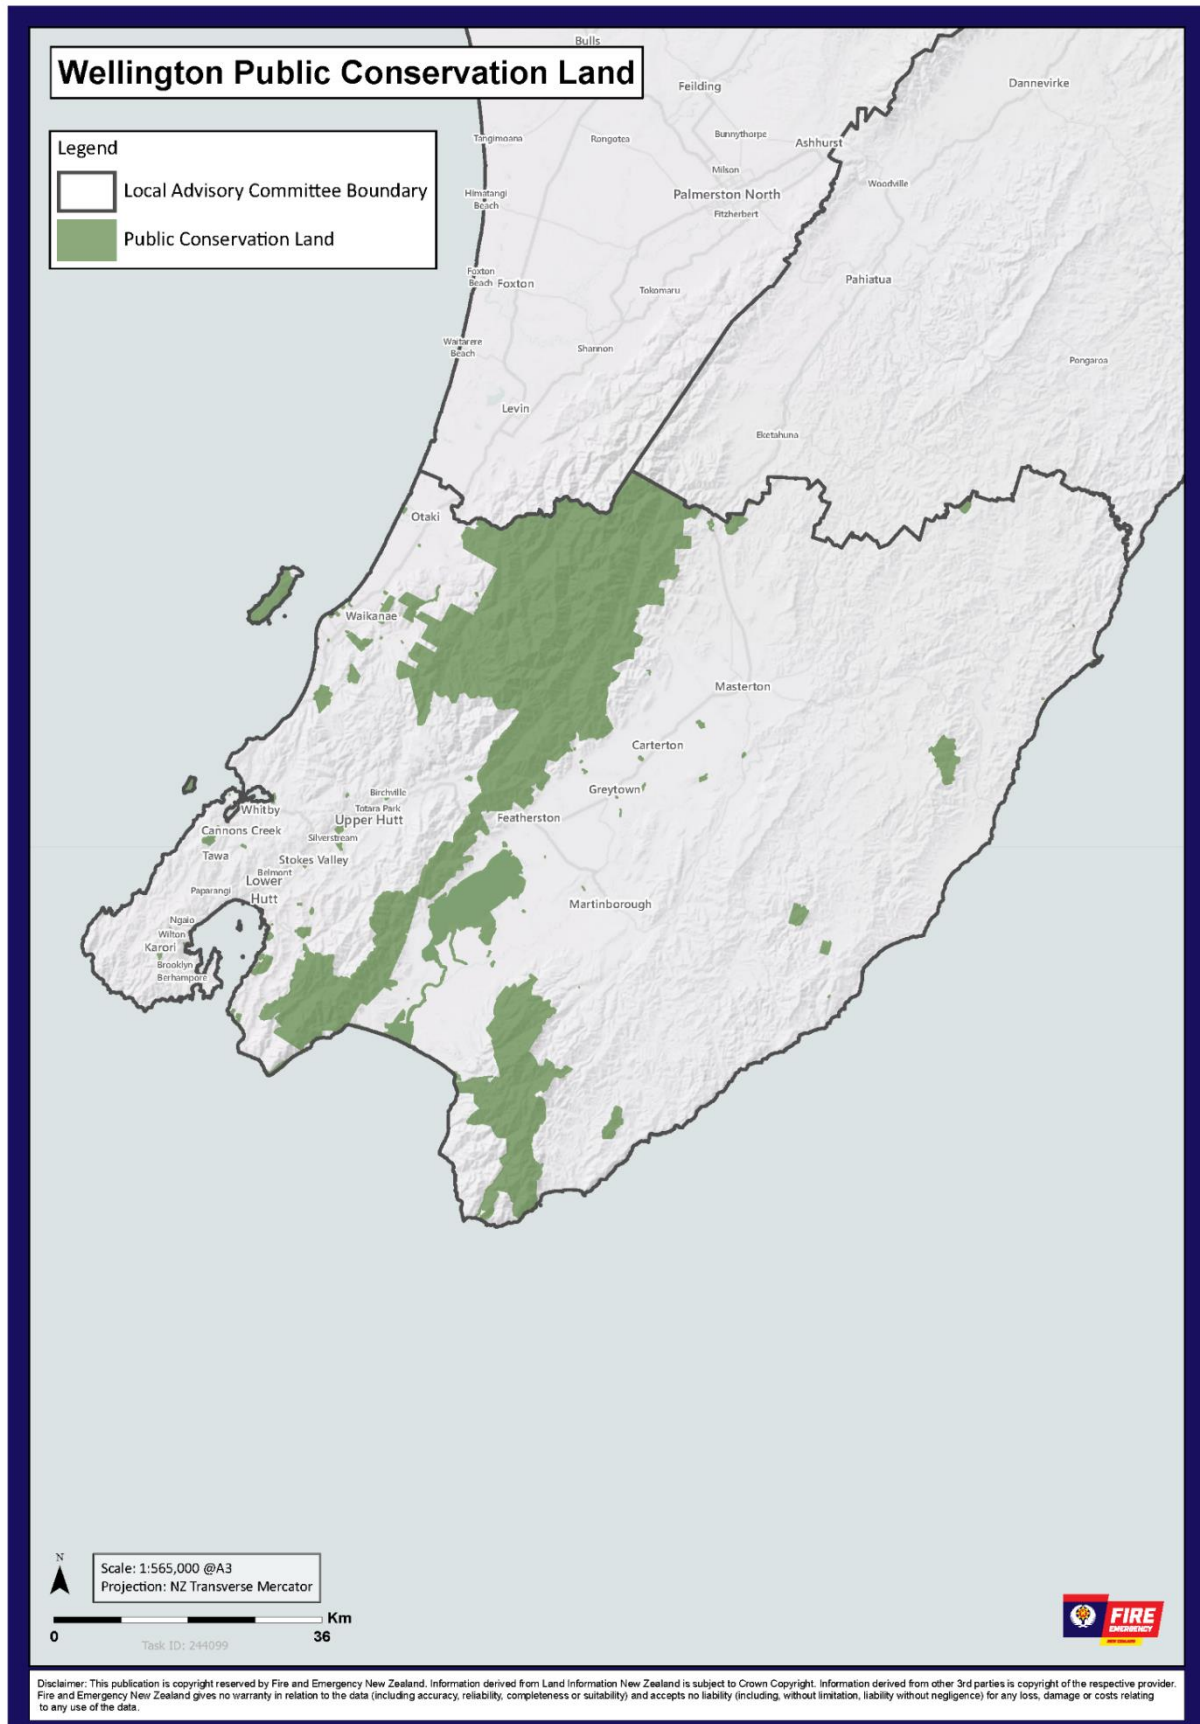 Wellington Public Conservation Land
Legend
Local Advisory Committee Boundary
Public Conservation Land
Bulls
Feilding
Dannevirke
Tangimoana
Rongotea
Bunnythorpe
Ashhurst
Milson
Woodville
Himatangi
Beach
Palmerston North
Fitzherbert
Foxton
Beach
Foxton
Tokomaru
Pahiatua
Waitarere
Beach
Shannon
Pongaroa
Levin
Eketahuna
Otaki
Waikanae
Masterton
Carterton
Greytown
Birchville
Totara Park
Whitby
Upper Hutt
Featherston
Cannons Creek
Silverstream
Tawa
Stokes Valley
Belmont
Paparangi
Lower
Hutt
Martinborough
Ngaio
Wilton
Karori
Brooklyn
Berhampore
N
Scale: 1:565,000 @A3
Projection: NZ Transverse Mercator
Km
0
36
Task ID: 244099
FIRE
EMERGENCY
NEW ZEALAND
Disclaimer: This publication is copyright reserved by Fire and Emergency New Zealand. Information derived from Land Information New Zealand is subject to Crown Copyright. Information derived from other 3rd parties is copyright of the respective provider.
Fire and Emergency New Zealand gives no warranty in relation to the data (including accuracy, reliability, completeness or suitability) and accepts no liability (including, without limitation, liability without negligence) for any loss, damage or costs relating
to any use of the data.